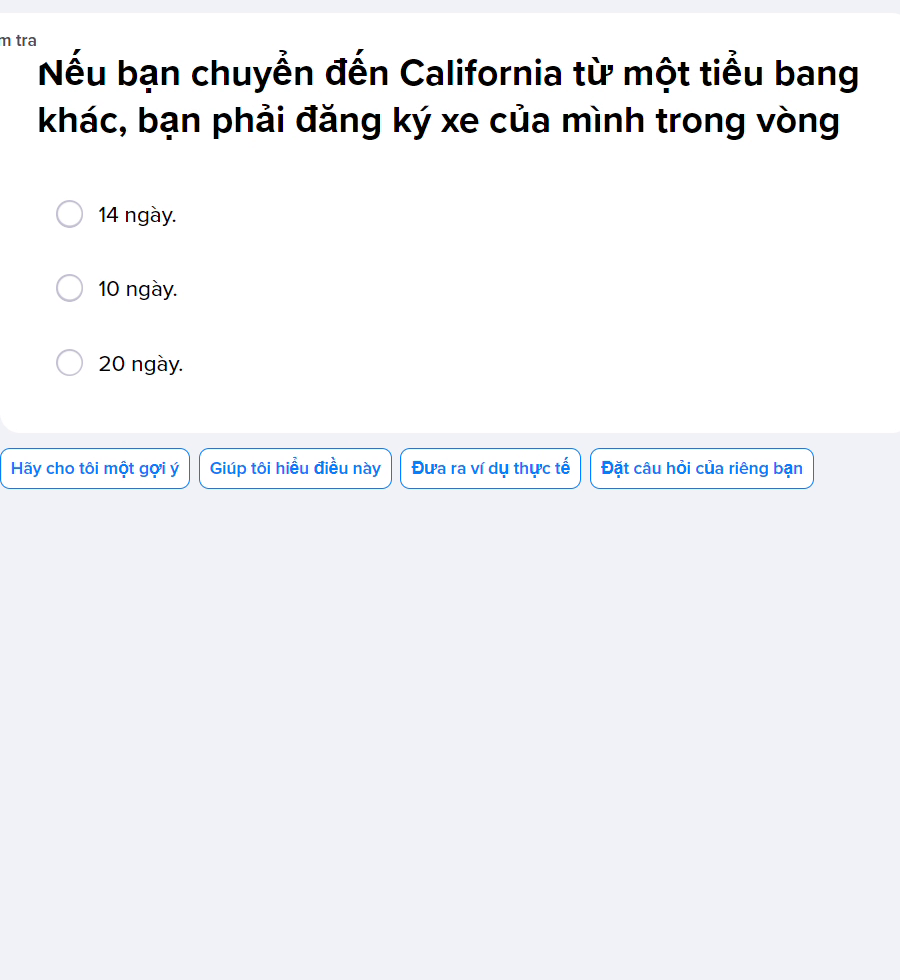 m tra
Nếu bạn chuyển đến California từ một tiểu bang
khác, bạn phải đăng ký xe của mình trong vòng
14 ngày.
10 ngày.
20 ngày.
Hãy cho tôi một gợi ý
Giúp tôi hiểu điều này
Đưa ra ví dụ thực tế
Đặt câu hỏi của riêng bạn